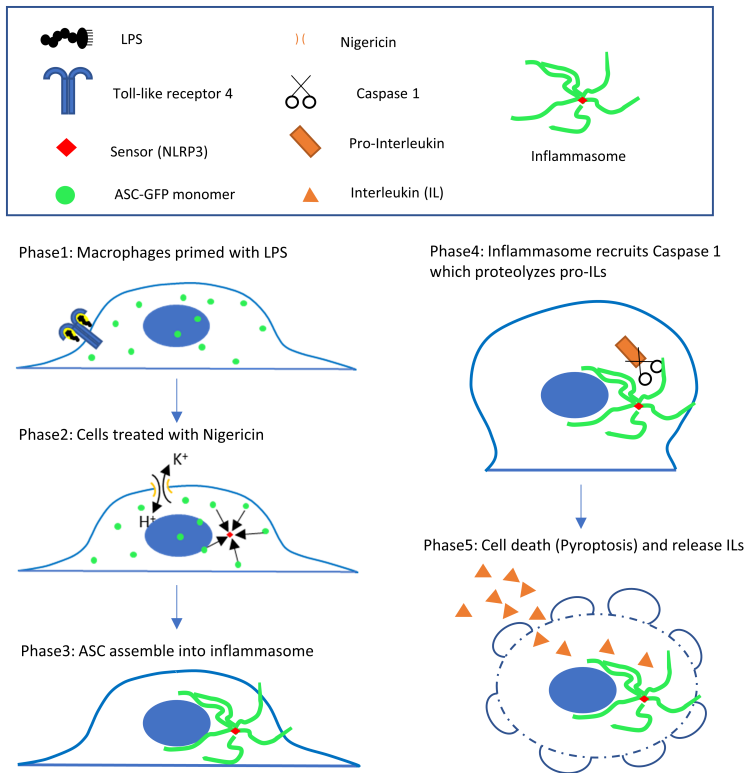 LPS
Nigericin
Toll-like receptor 4
Caspase 1
Sensor (NLRP3)
Pro-Interleukin
Inflammasome
ASC-GFP monomer
Interleukin (IL)
Phase1: Macrophages primed with LPS
Phase2: Cells treated with Nigericin
K⁺
H⁺
Phase3: ASC assemble into inflammasome
Phase4: Inflammasome recruits Caspase 1
which proteolyzes pro-ILs
Phase5: Cell death (Pyroptosis) and release ILs